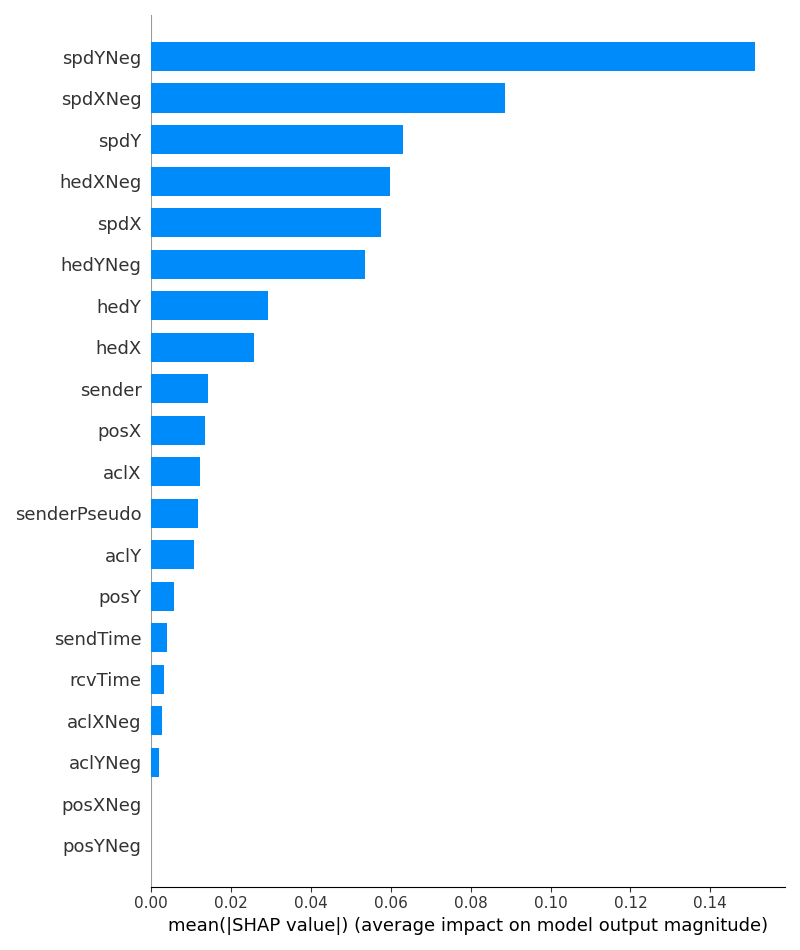 spdYNeg
spdXNeg
spdY
hedXNeg
spdX
hedYNeg
hedY
hedX
sender
posX
aclX
senderPseudo
aclY
posY
sendTime
rcvTime
aclXNeg
aclYNeg
posXNeg
posYNeg
0.00 0.02 0.04 0.06 0.08 0.10 0.12 0.14
mean(|SHAP value|) (average impact on model output magnitude)